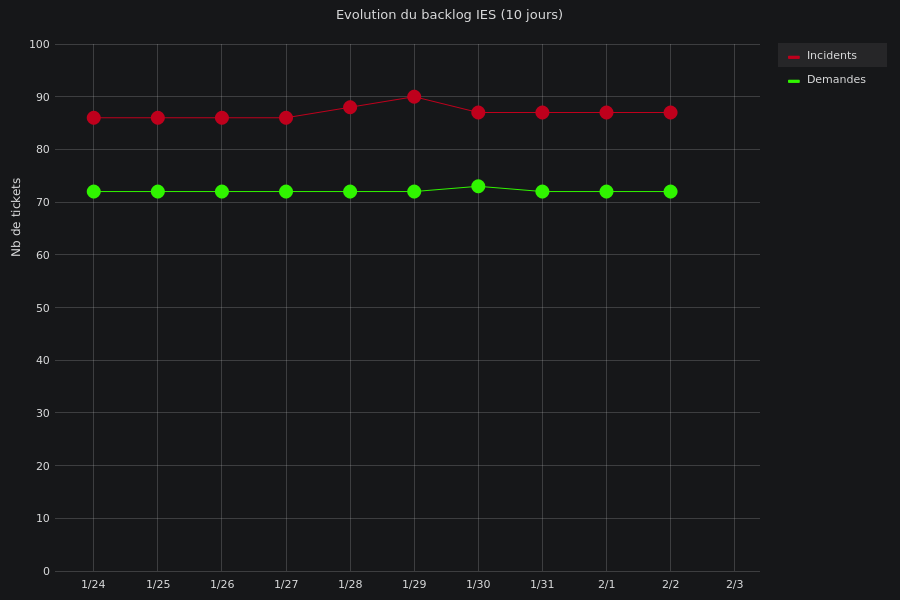 Evolution du backlog IES (10 jours)
Incidents
Demandes
Nb de tickets
100
90
80
70
60
50
40
30
20
10
0
1/24 1/25 1/26 1/27 1/28 1/29 1/30 1/31 2/1 2/2 2/3